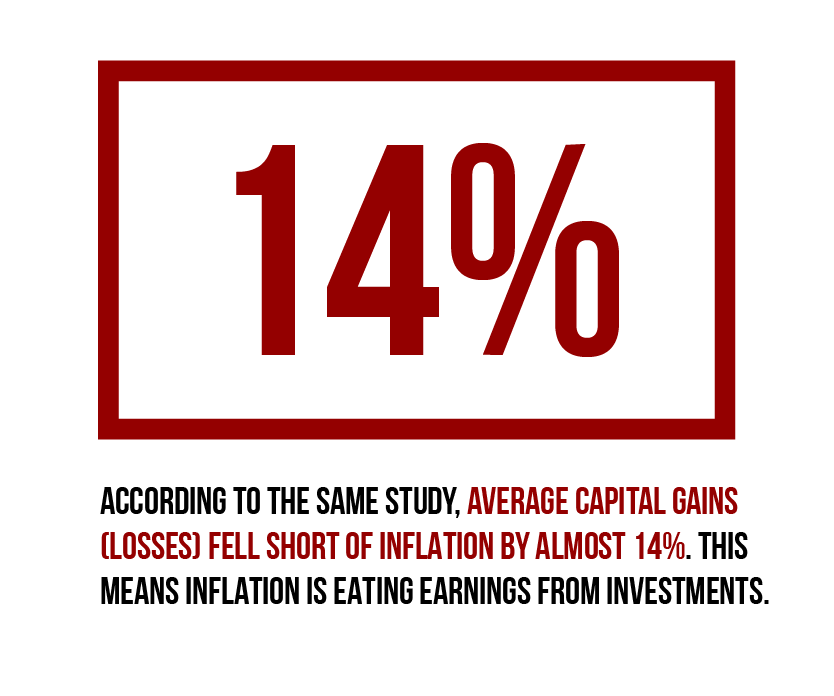 14%
ACCORDING TO THE SAME STUDY, AVERAGE CAPITAL GAINS
(LOSSES) FELL SHORT OF INFLATION BY ALMOST 14%. THIS
MEANS INFLATION IS EATING EARNINGS FROM INVESTMENTS.